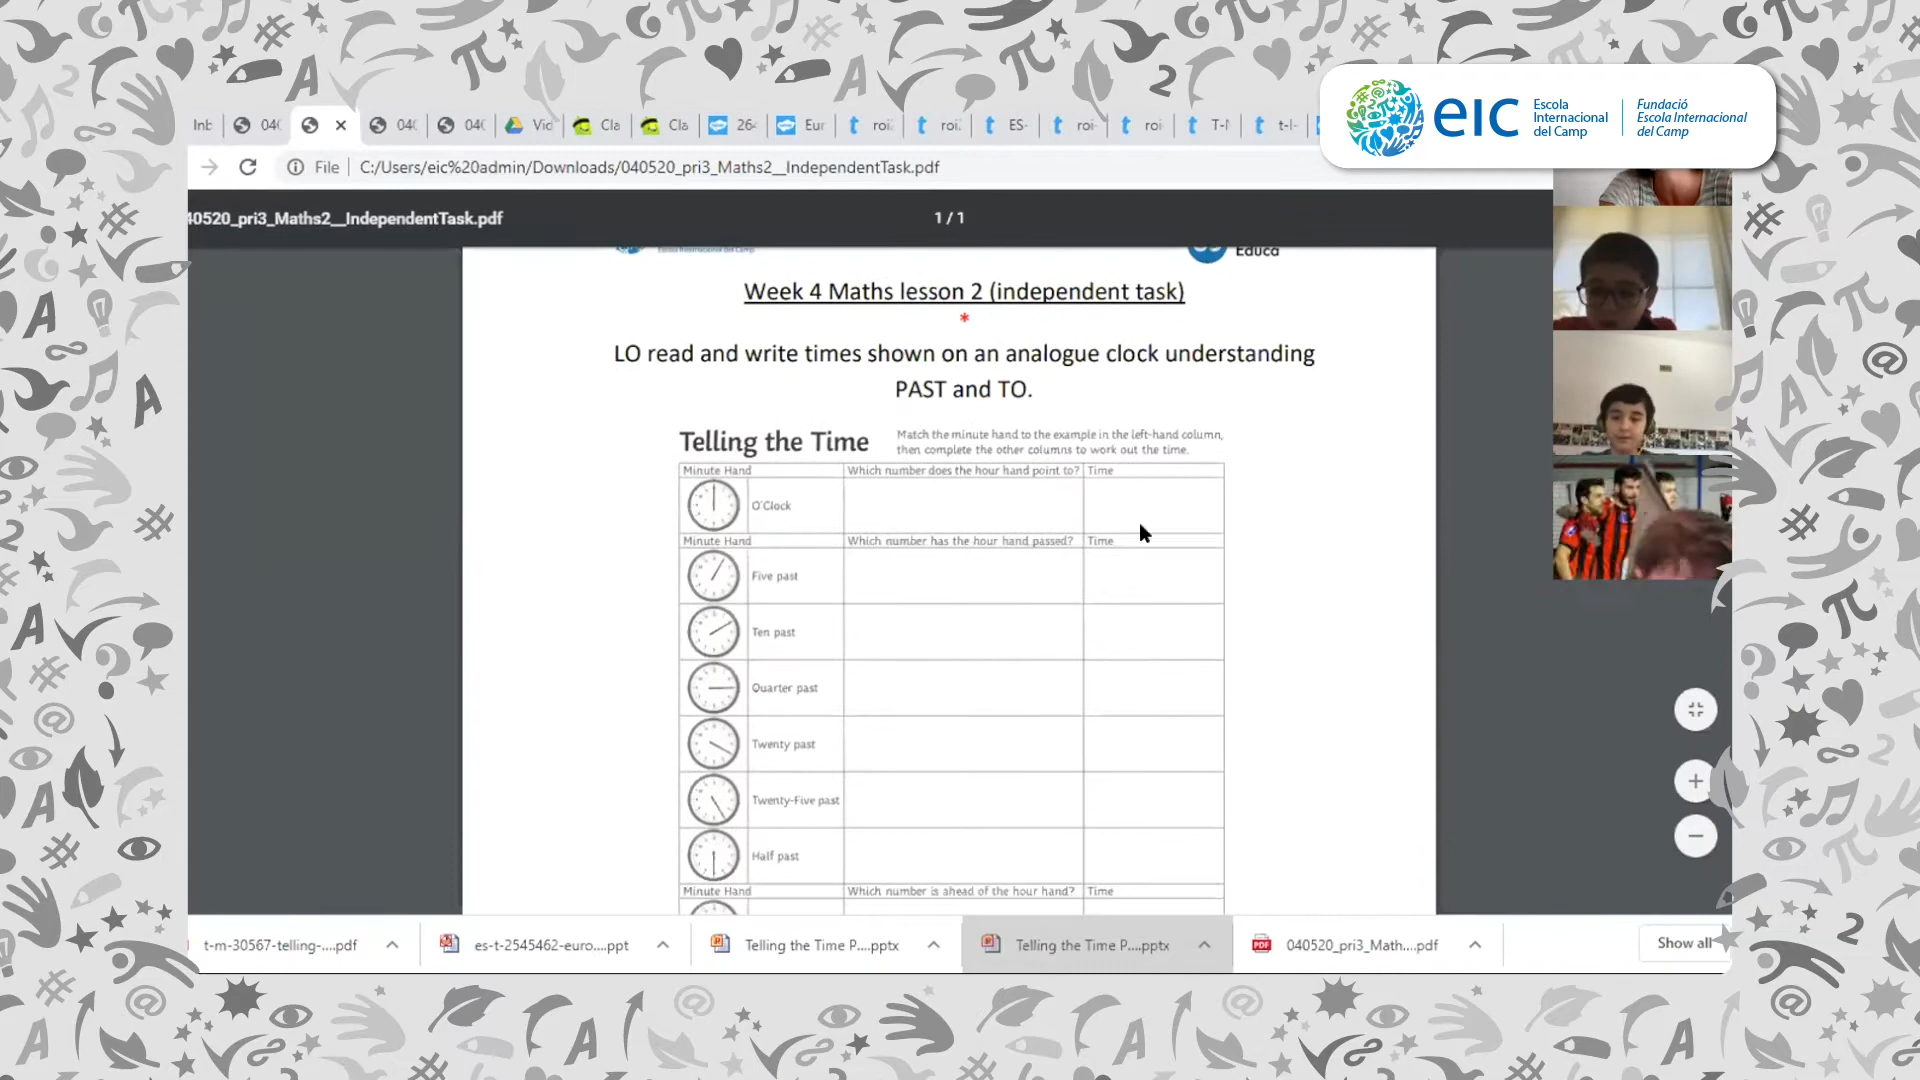 eic
Escola
Internacional
del Camp
Fundació
Escola Internacional
del Camp
Inb
04(
04(
04(
Vid
Cla
Cla
26-
Eur
roi:
roi:
ES-
roi-
roi-
T-I
t-I-
File
C:/Users/eic%20admin/Downloads/040520_pri3_Maths2__IndependentTask.pdf
40520_pri3_Maths2__IndependentTask.pdf
1 / 1
Escola Internacional del Camp
Educa
Week 4 Maths lesson 2 (independent task)
*
LO read and write times shown on an analogue clock understanding
PAST and TO.
Telling the Time
Match the minute hand to the example in the left-hand column,
then complete the other columns to work out the time.
Minute Hand
Which number does the hour hand point to?
Time
O'Clock
Minute Hand
Which number has the hour hand passed?
Time
Five past
Ten past
Quarter past
Twenty past
Twenty-Five past
Half past
Minute Hand
Which number is ahead of the hour hand?
Time
t-m-30567-telling-....pdf
es-t-2545462-euro....ppt
Telling the Time P....pptx
Telling the Time P....pptx
040520_pri3_Math....pdf
Show all